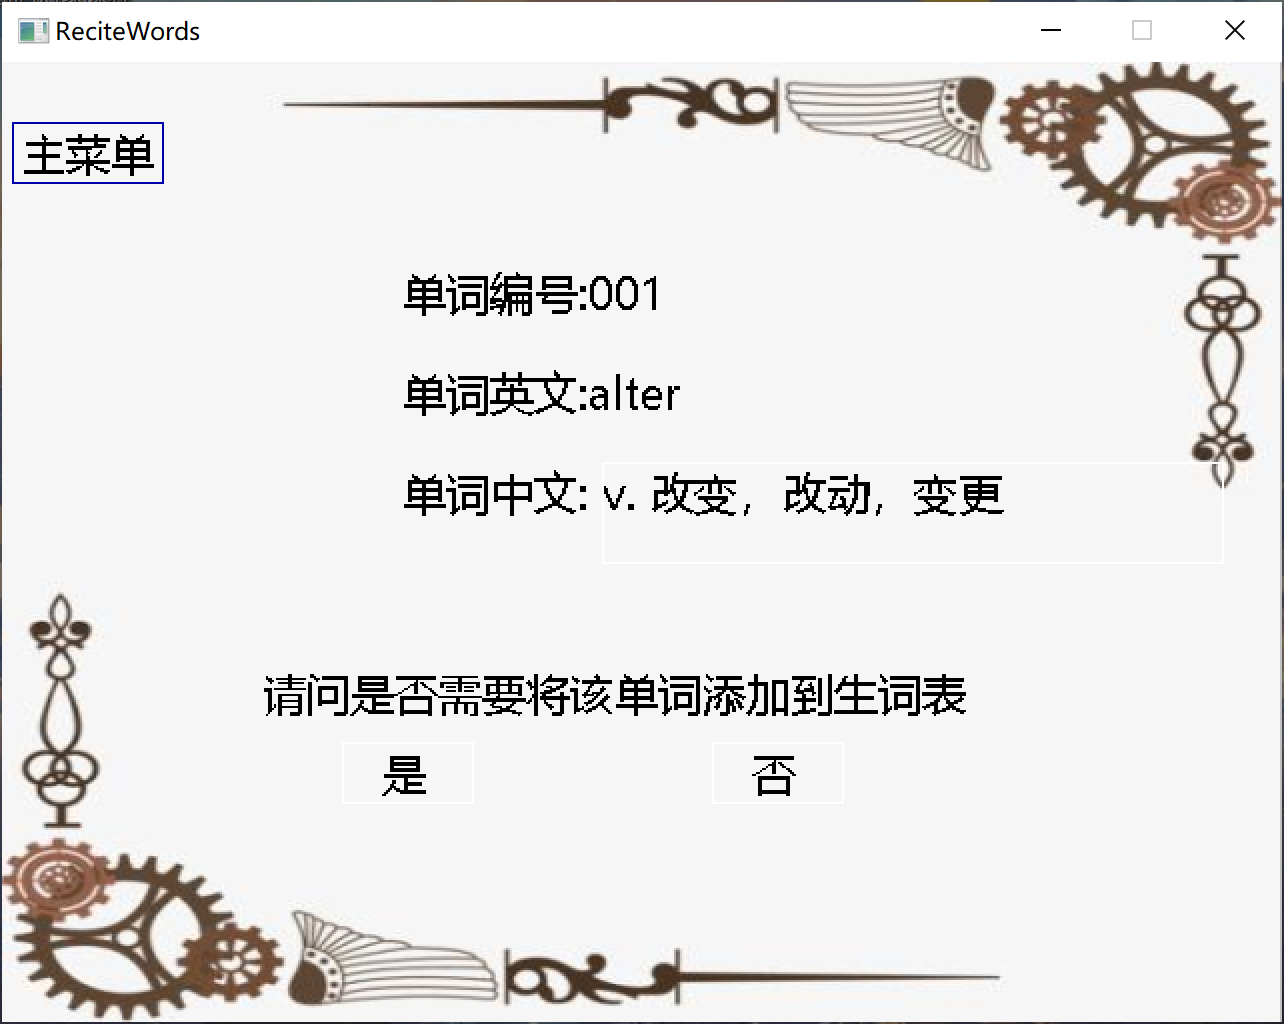 ReciteWords
主菜单
单词编号:001
单词英文:alter
单词中文: v. 改变，改动，变更
请问是否需要将该单词添加到生词表
是 否